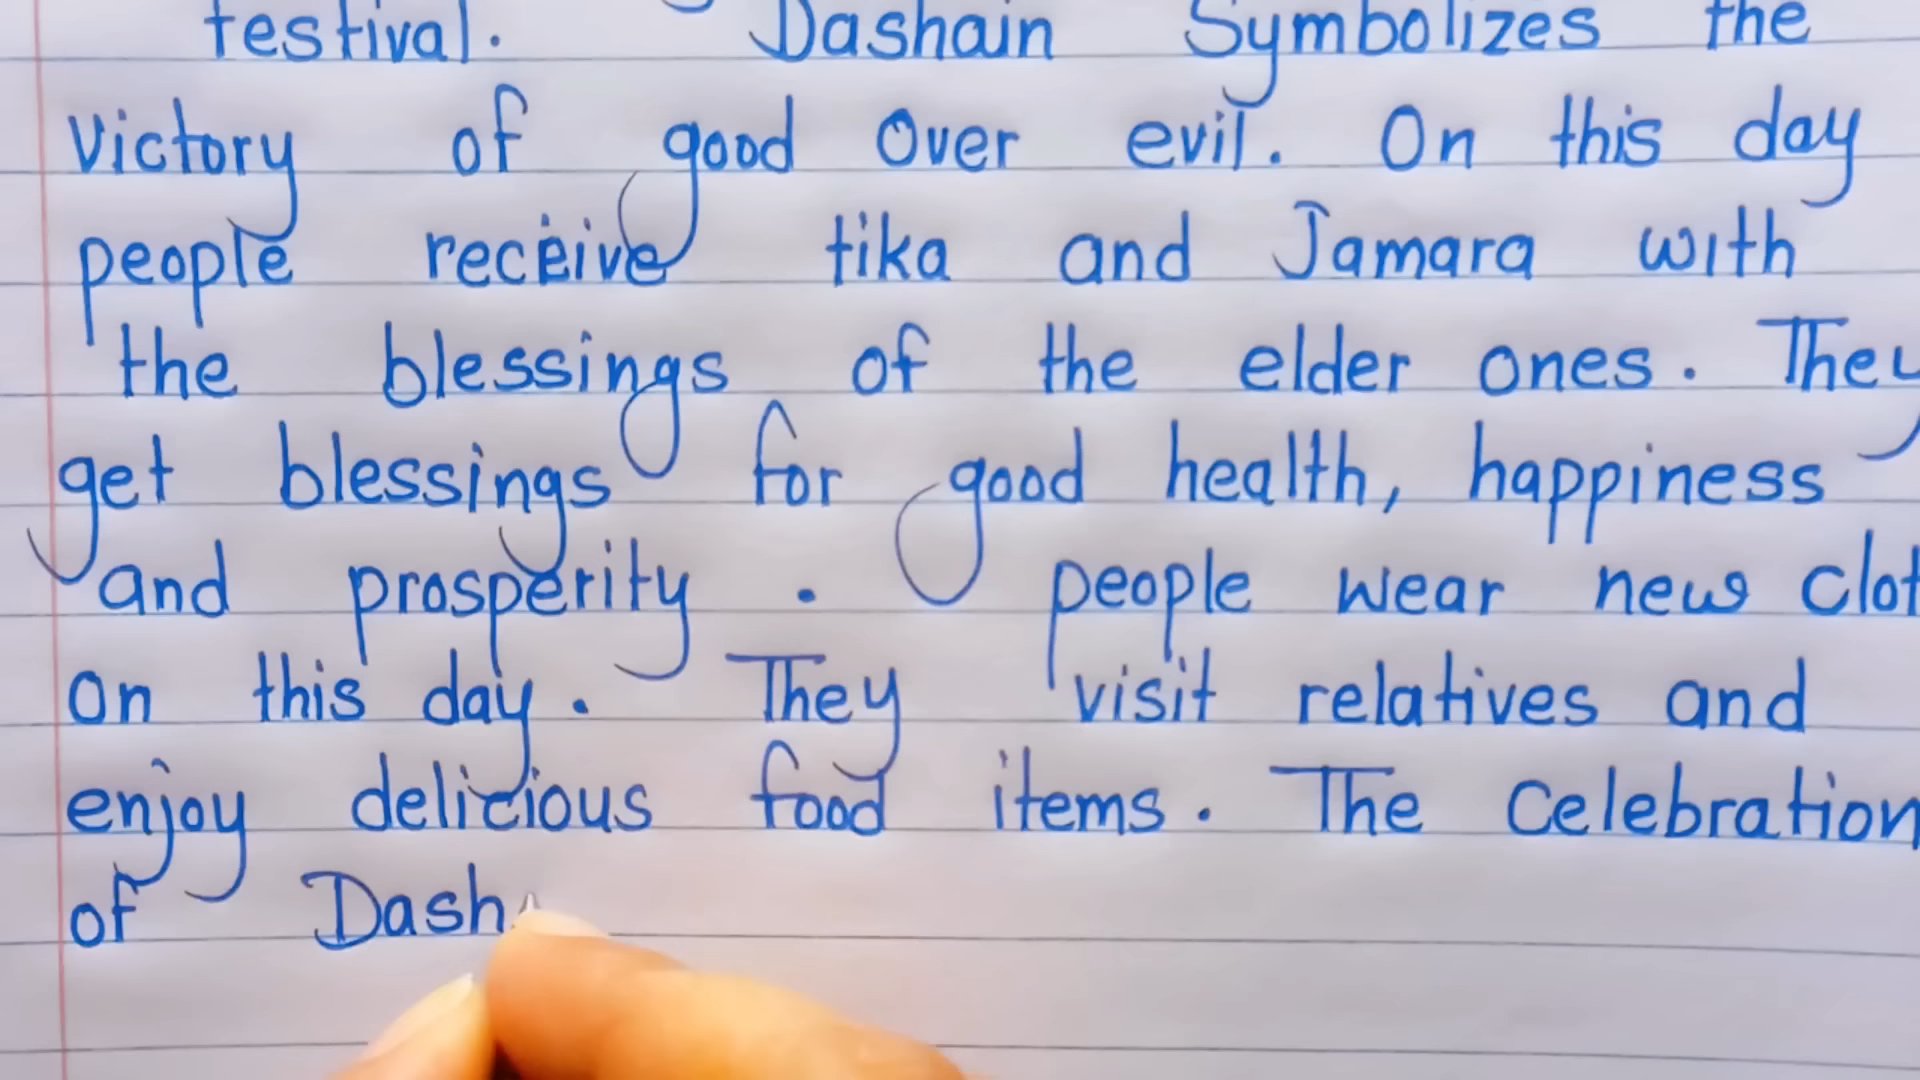 festival. Dashain Symbolizes the
victory of good over evil. On this day
people receive tika and Jamara with
the blessings of the elder ones. They
get blessings for good health, happiness
and prosperity. people wear new clot
on this day. They visit relatives and
enjoy delicious food items. The Celebration
of Dash